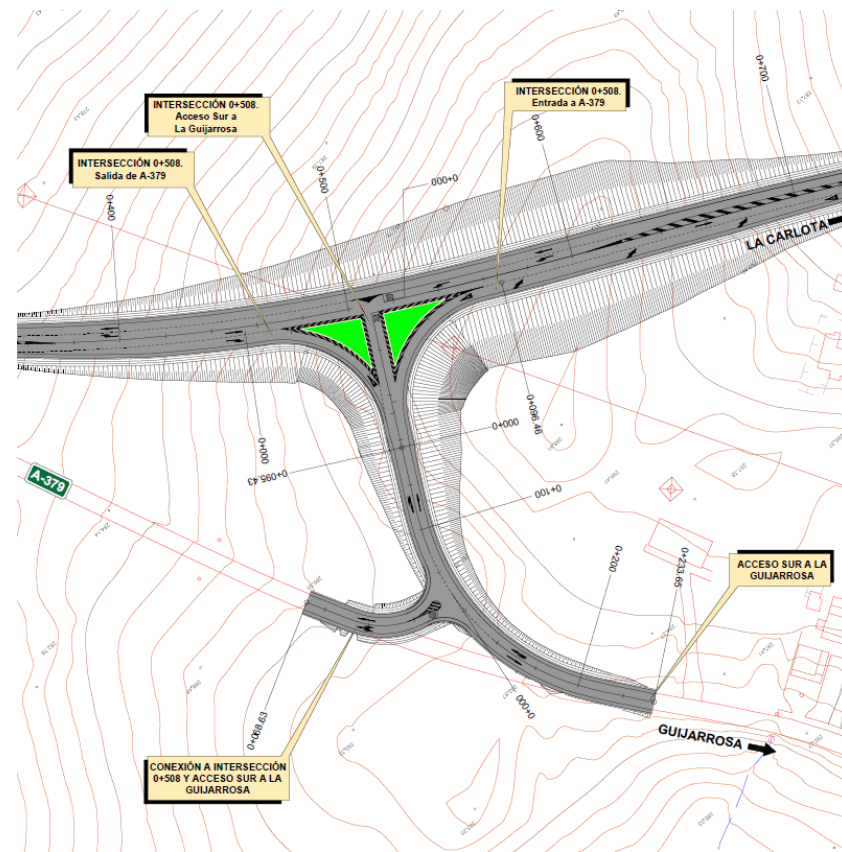 INTERSECCIÓN 0+508.
Entrada a A-379
INTERSECCIÓN 0+508.
Acceso Sur a
La Guijarrosa
INTERSECCIÓN 0+508.
Salida de A-379
0+400
0+500
0+000
0+600
0+700
LA CARLOTA
0+096.46
0+000
0+000
0+095.43
A-379
0+100
0+200
0+233.65
ACCESO SUR A LA
GUIJARROSA
0+068.63
0+000
GUIJARROSA
CONEXIÓN A INTERSECCIÓN
0+508 Y ACCESO SUR A LA
GUIJARROSA